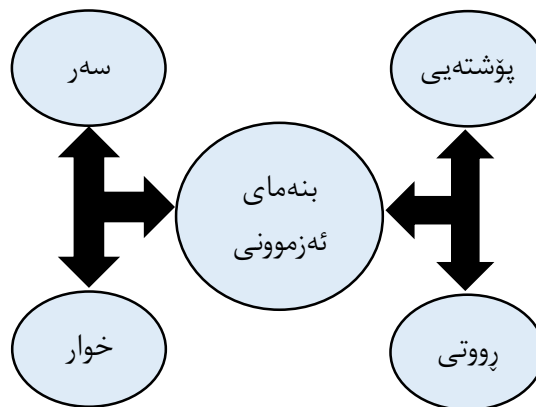 پۆشتەیی
سەر
بنەمای
ئەزموونی
ڕووتی
خوار